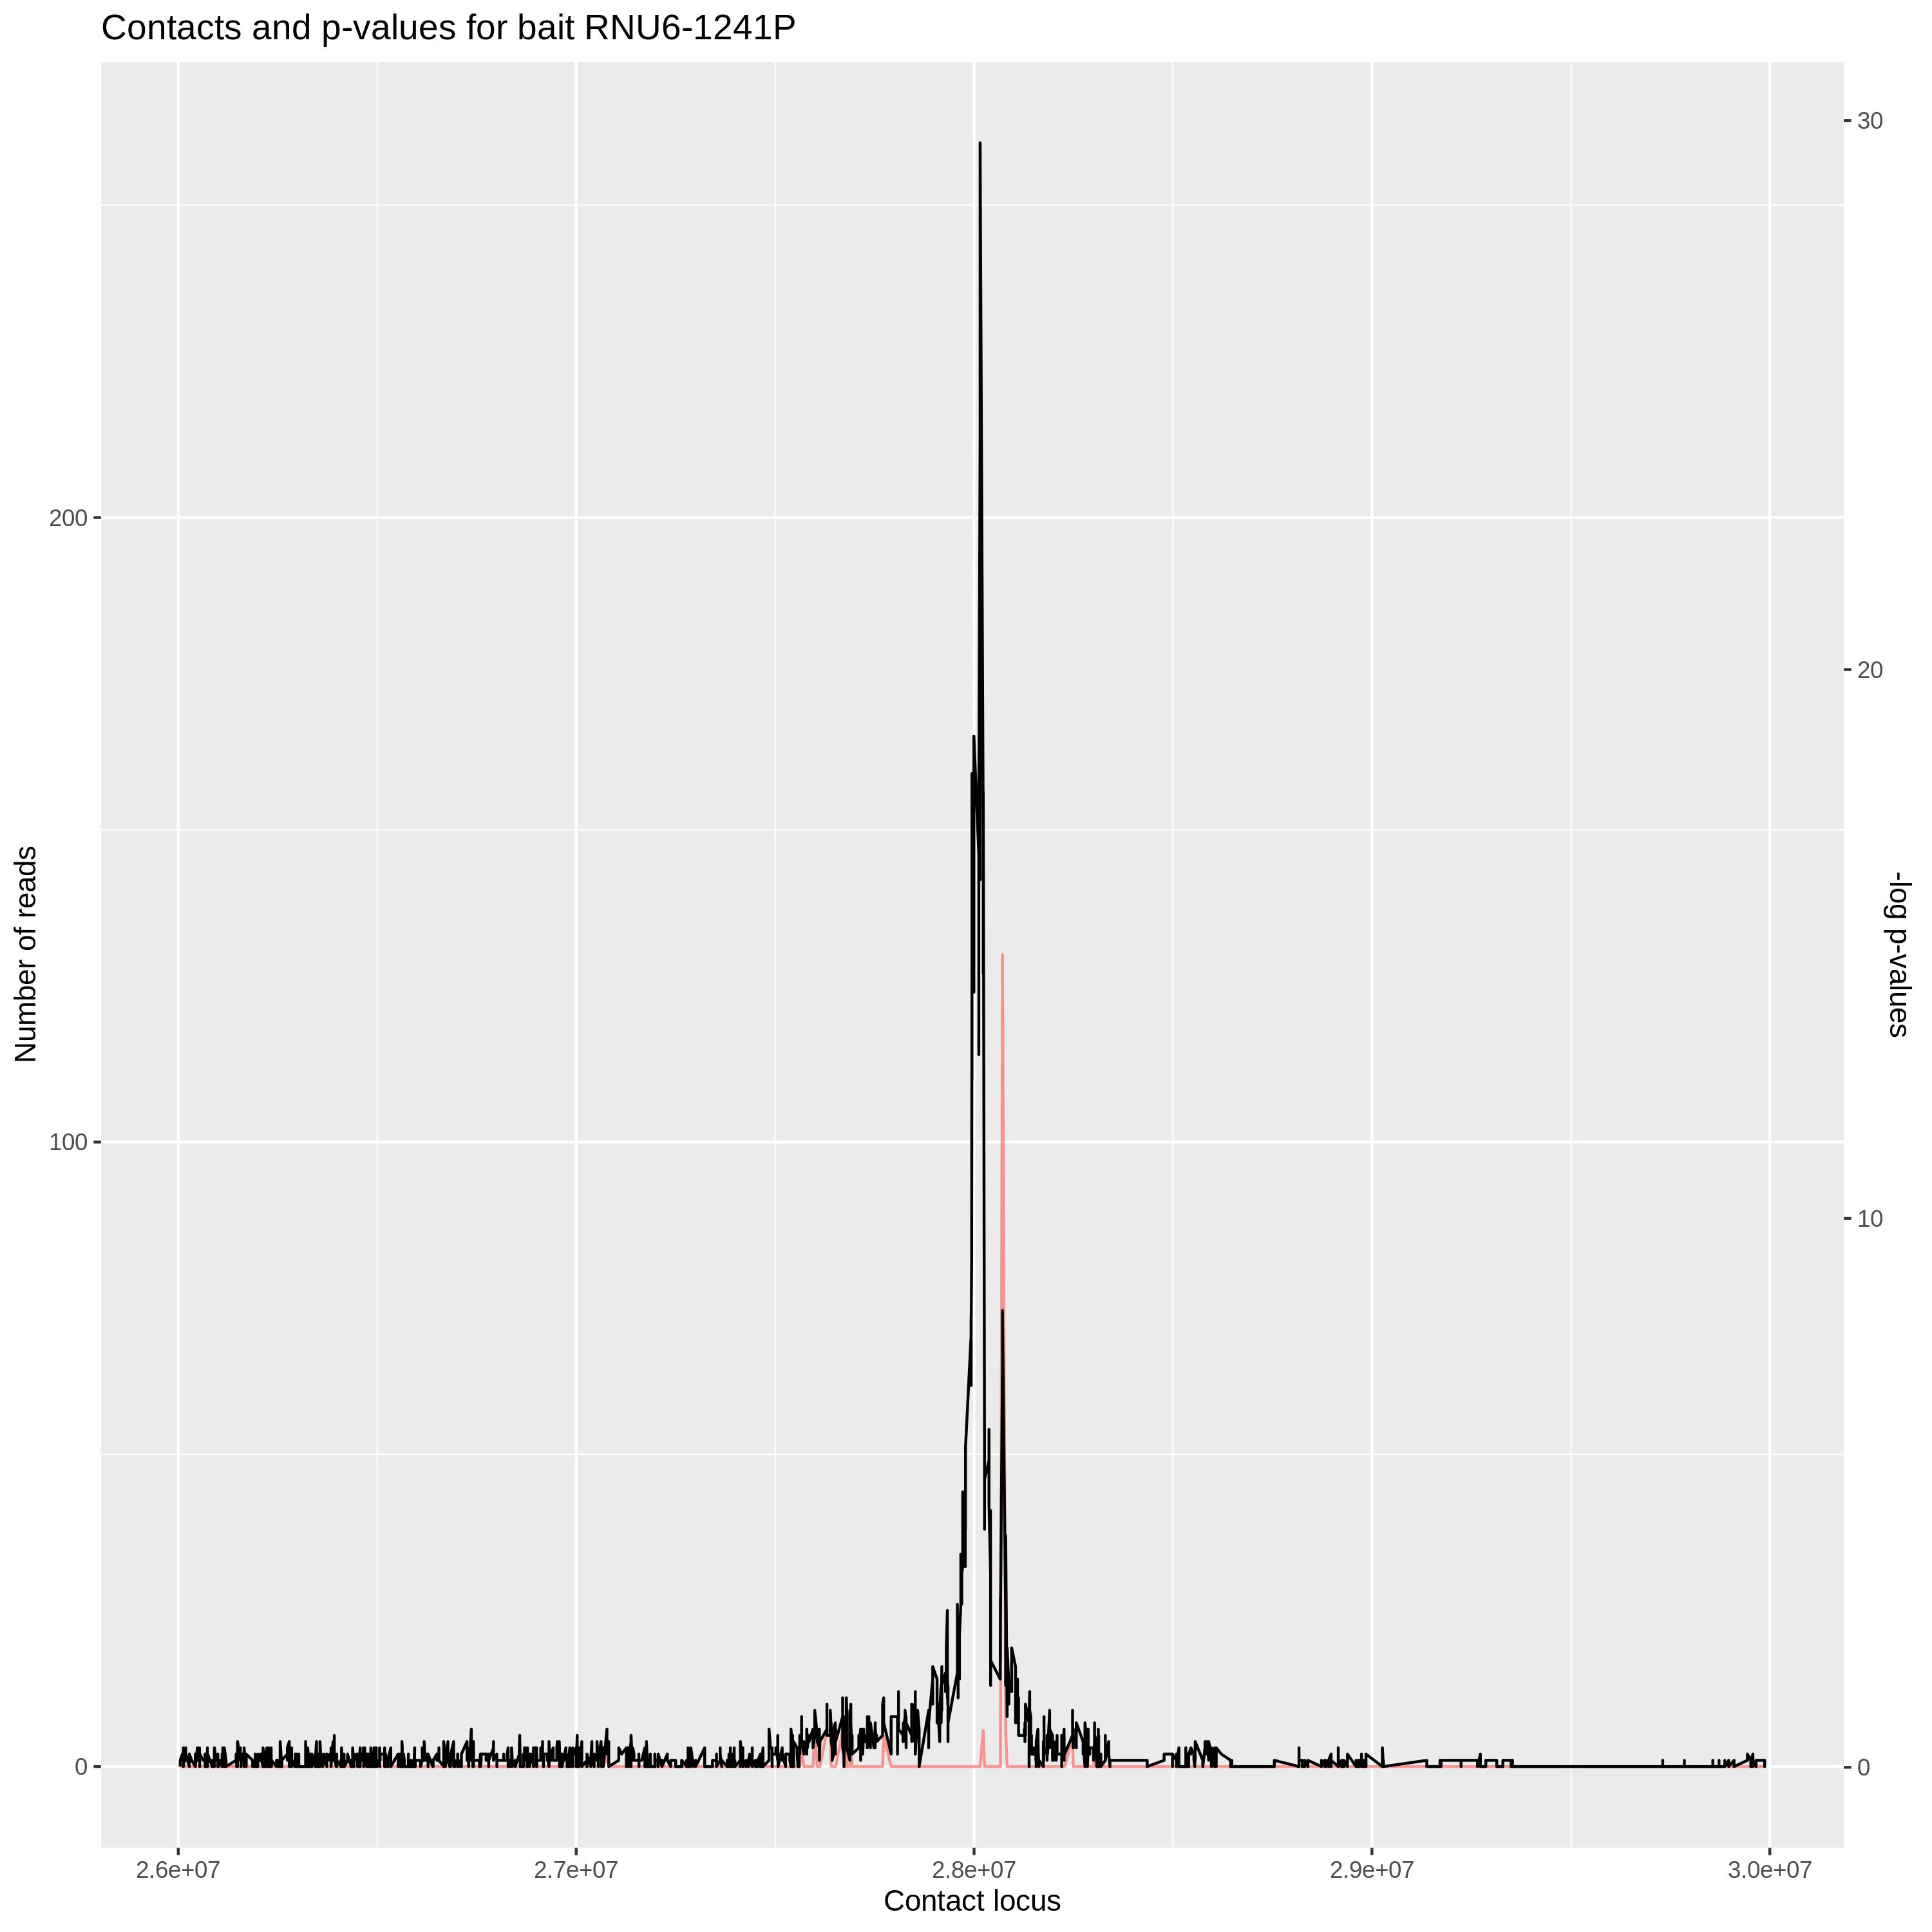 Contacts and p-values for bait RNU6-1241P
30
200
20
Number of reads
-log p-values
100
10
0
0
2.6e+07
2.7e+07
2.8e+07
2.9e+07
3.0e+07
Contact locus